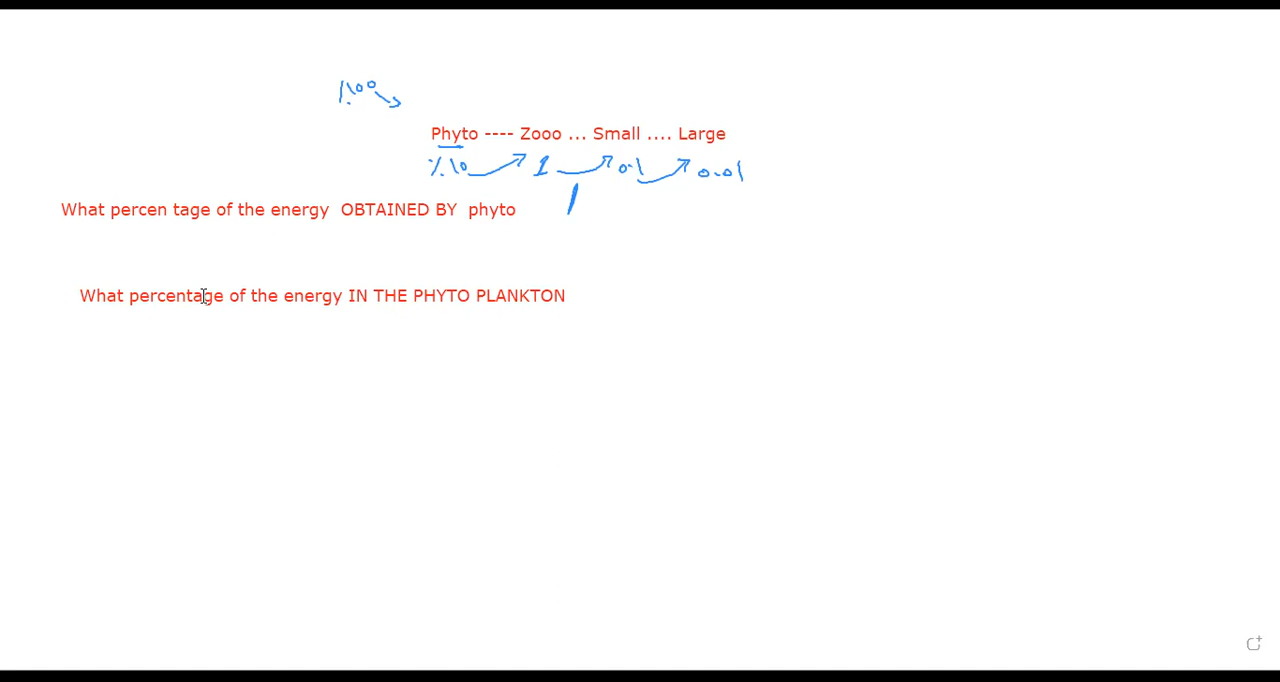 ٪100
Phyto ---- Zooo ... Small .... Large
٪10 1 0.1 0.01
What percen tage of the energy OBTAINED BY phyto
What percentage of the energy IN THE PHYTO PLANKTON